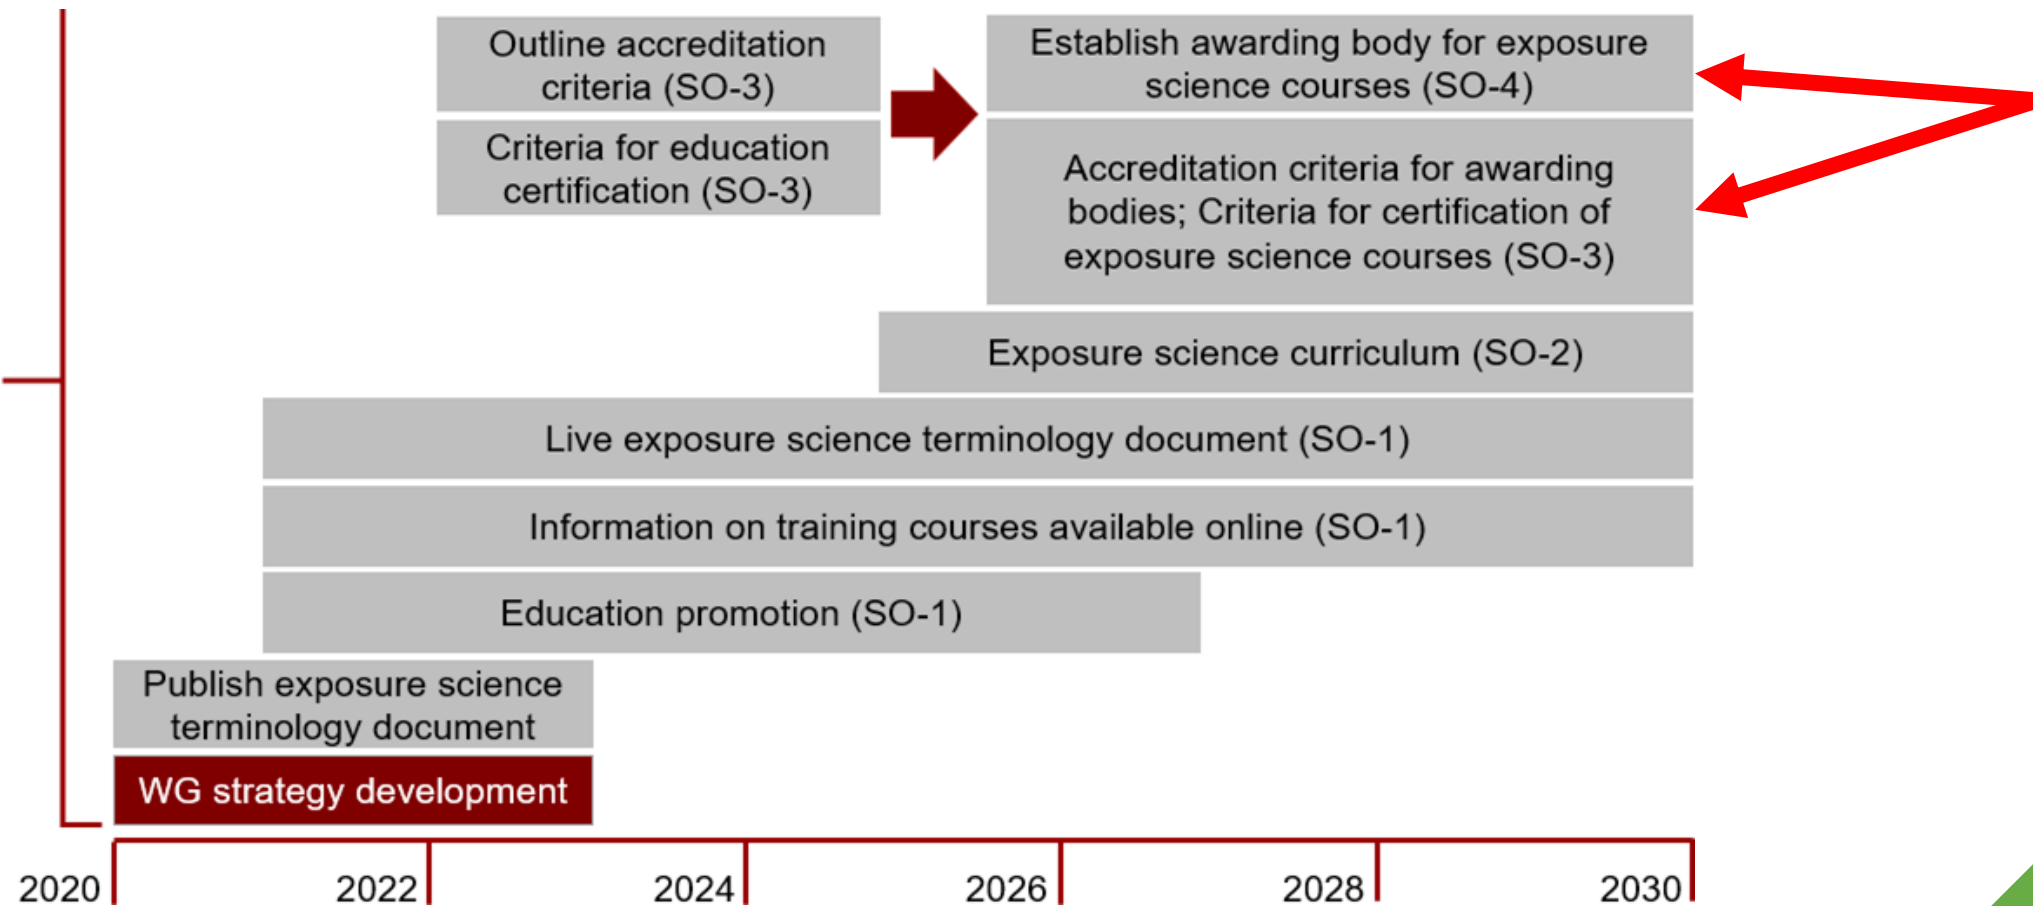 Outline accreditation
criteria (SO-3)
Criteria for education
certification (SO-3)
Establish awarding body for exposure
science courses (SO-4)
Accreditation criteria for awarding
bodies; Criteria for certification of
exposure science courses (SO-3)
Exposure science curriculum (SO-2)
Live exposure science terminology document (SO-1)
Information on training courses available online (SO-1)
Education promotion (SO-1)
Publish exposure science
terminology document
WG strategy development
2020 2022 2024 2026 2028 2030